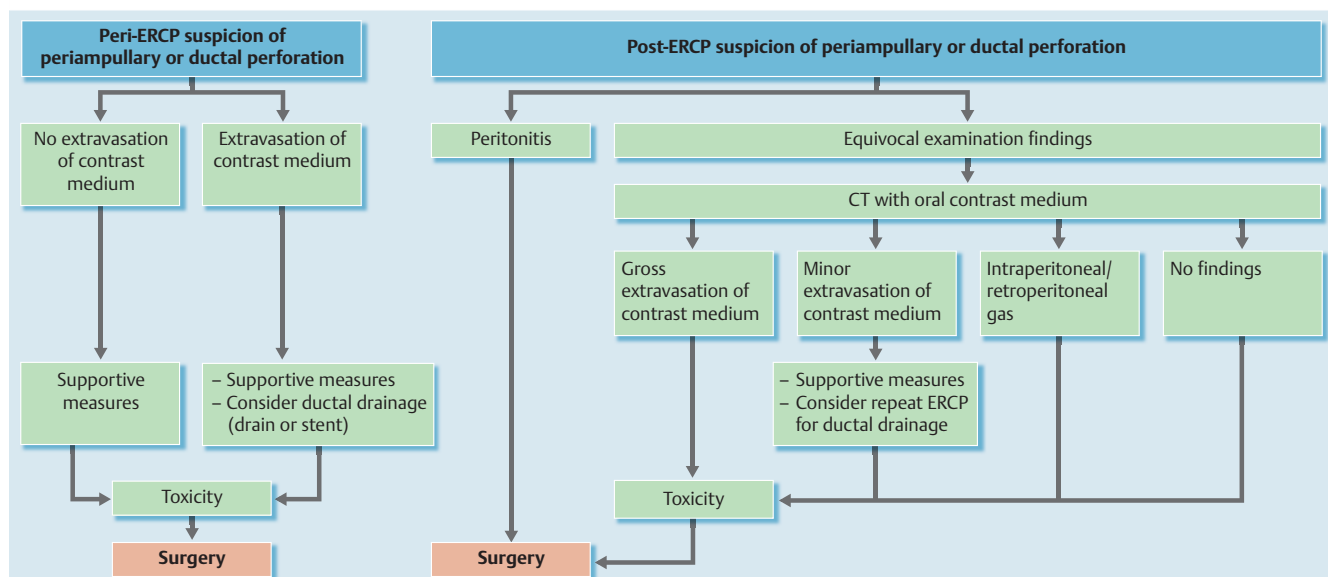 Peri-ERCP suspicion of
periampullary or ductal perforation
No extravasation
of contrast
medium
Extravasation of
contrast medium
Supportive
measures
– Supportive measures
– Consider ductal drainage
(drain or stent)
Toxicity
Surgery
Post-ERCP suspicion of periampullary or ductal perforation
Peritonitis
Equivocal examination findings
CT with oral contrast medium
Gross
extravasation of
contrast medium
Minor
extravasation of
contrast medium
Intraperitoneal/
retroperitoneal
gas
No findings
– Supportive measures
– Consider repeat ERCP
for ductal drainage
Toxicity
Surgery